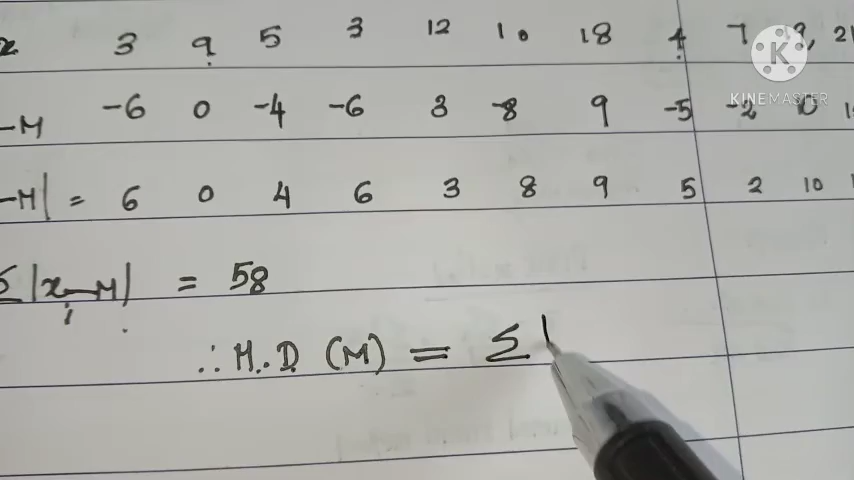 x 3 9 5 3 12 10 18 4 7
-M -6 0 -4 -6 3 -8 9 -5 -2 10
KINEMASTER
-M| = 6 0 4 6 3 8 9 5 2 10
Σ|xi-M| = 58
∴ M.D (M) = Σ|